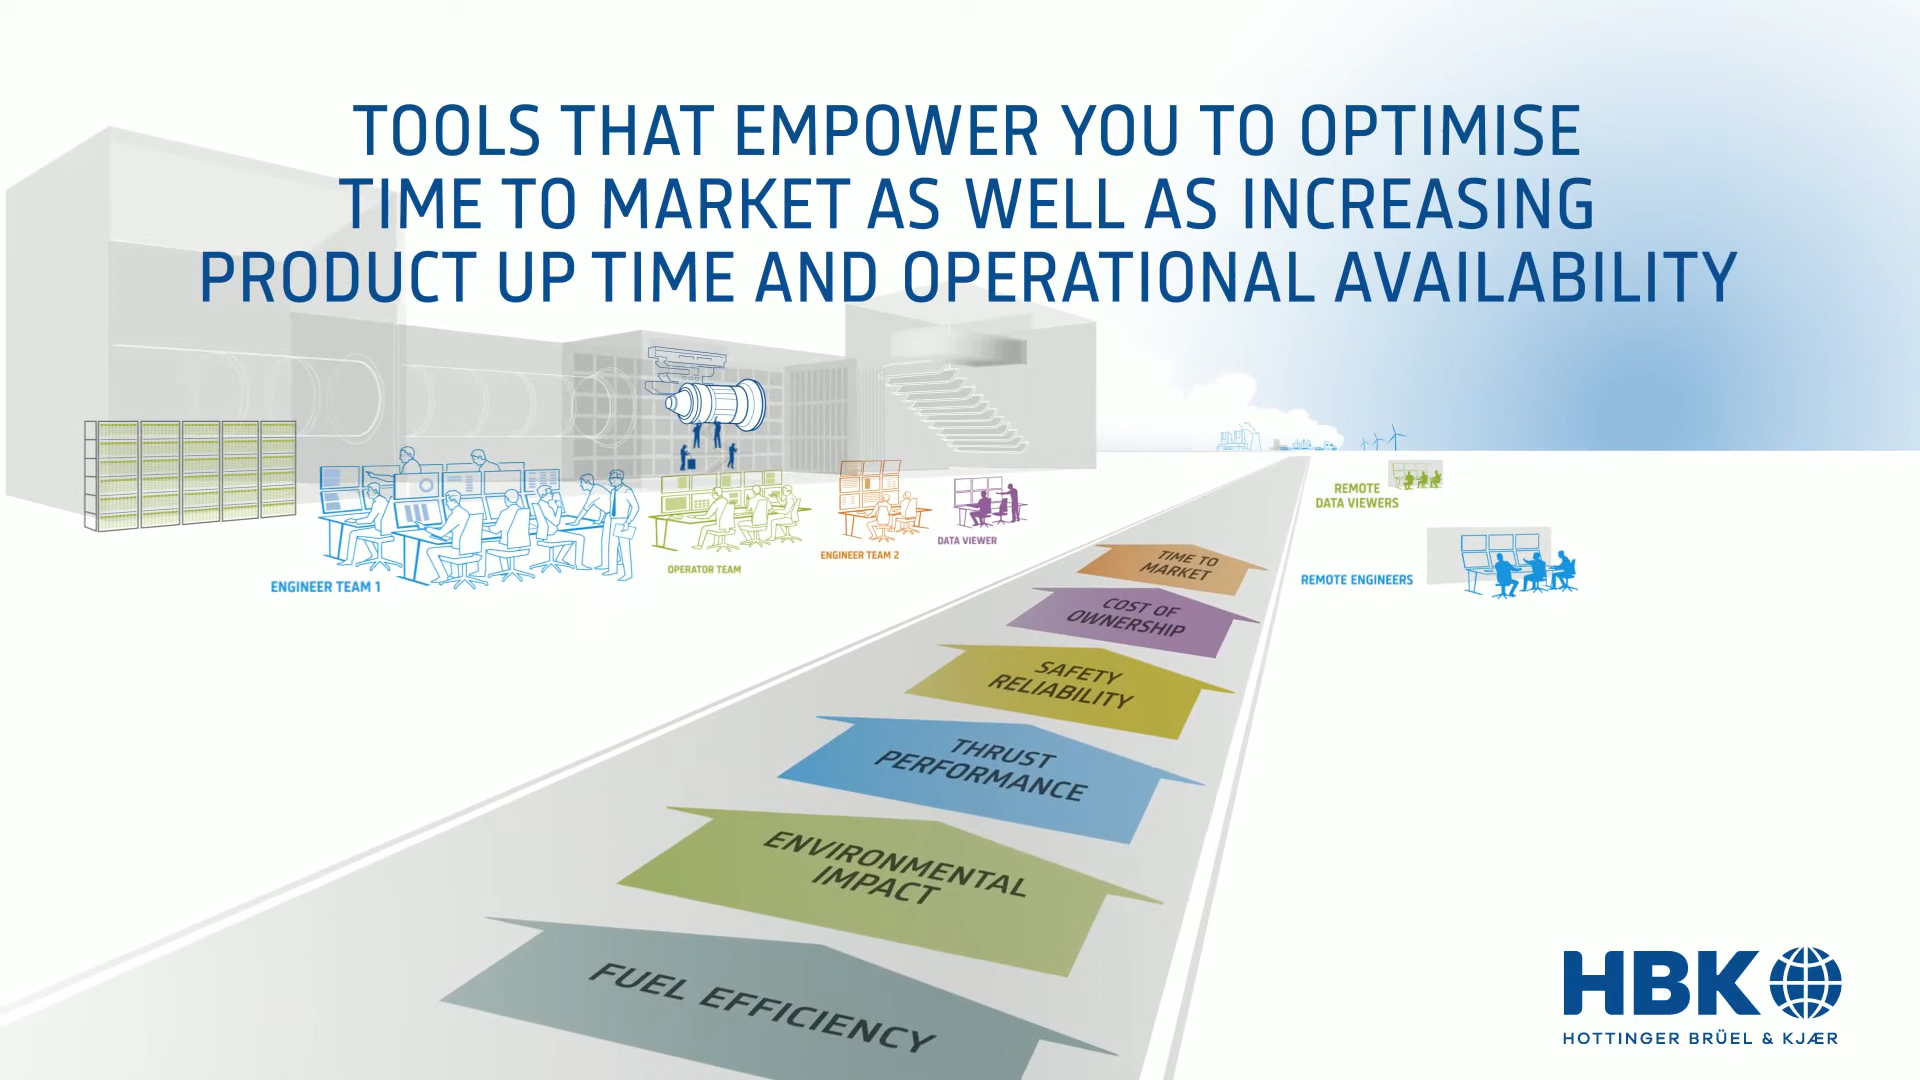 TOOLS THAT EMPOWER YOU TO OPTIMISE
TIME TO MARKET AS WELL AS INCREASING
PRODUCT UP TIME AND OPERATIONAL AVAILABILITY
ENGINEER TEAM 1
OPERATOR TEAM
ENGINEER TEAM 2
DATA VIEWER
REMOTE
DATA VIEWERS
REMOTE ENGINEERS
TIME TO
MARKET
COST OF
OWNERSHIP
SAFETY
RELIABILITY
THRUST
PERFORMANCE
ENVIRONMENTAL
IMPACT
FUEL EFFICIENCY
HBK
HOTTINGER BRÜEL & KJÆR